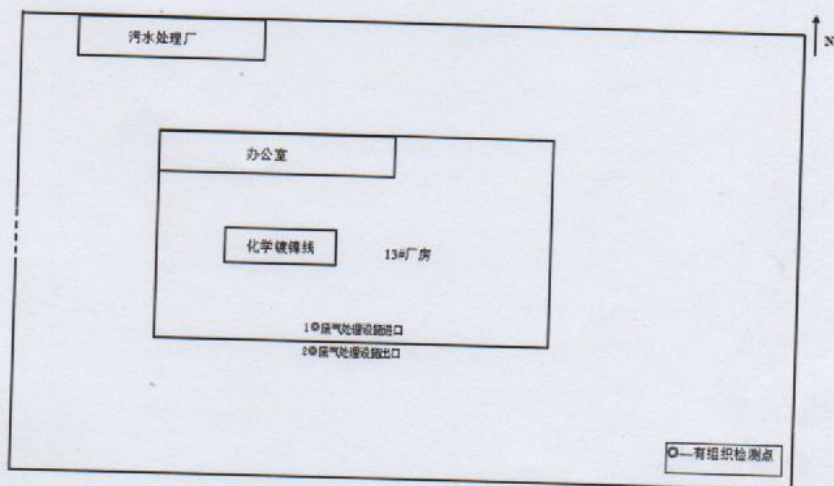 污水处理厂
N
办公室
化学镀镍线
13#厂房
1◎废气处理设施进口
2◎废气处理设施出口
◎—有组织检测点